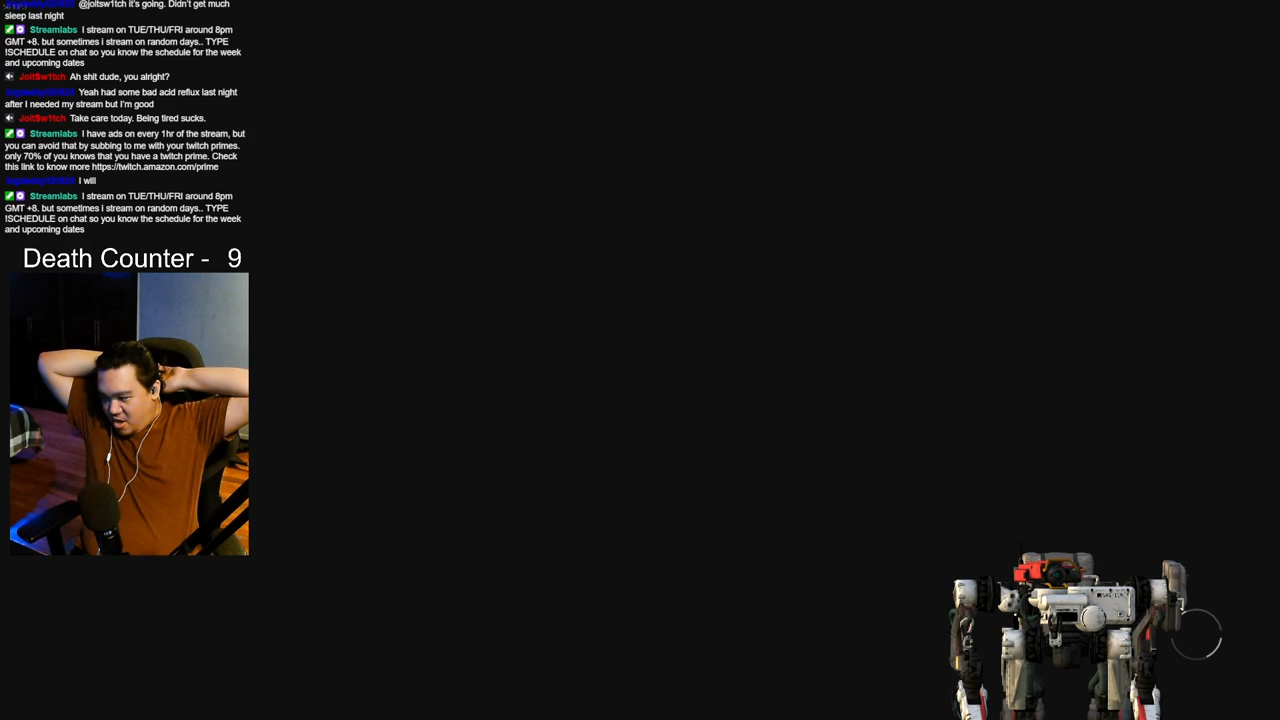 @joltsw1tch it's going. Didn't get much
sleep last night
Streamlabs I stream on TUE/THU/FRI around 8pm
GMT +8. but sometimes i stream on random days.. TYPE
!SCHEDULE on chat so you know the schedule for the week
and upcoming dates
JoltSw1tch Ah shit dude, you alright?
Yeah had some bad acid reflux last night
after I needed my stream but I'm good
JoltSw1tch Take care today. Being tired sucks.
Streamlabs I have ads on every 1hr of the stream, but
you can avoid that by subbing to me with your twitch primes.
only 70% of you knows that you have a twitch prime. Check
this link to know more https://twitch.amazon.com/prime
I will
Streamlabs I stream on TUE/THU/FRI around 8pm
GMT +8. but sometimes i stream on random days.. TYPE
!SCHEDULE on chat so you know the schedule for the week
and upcoming dates
Death Counter - 9